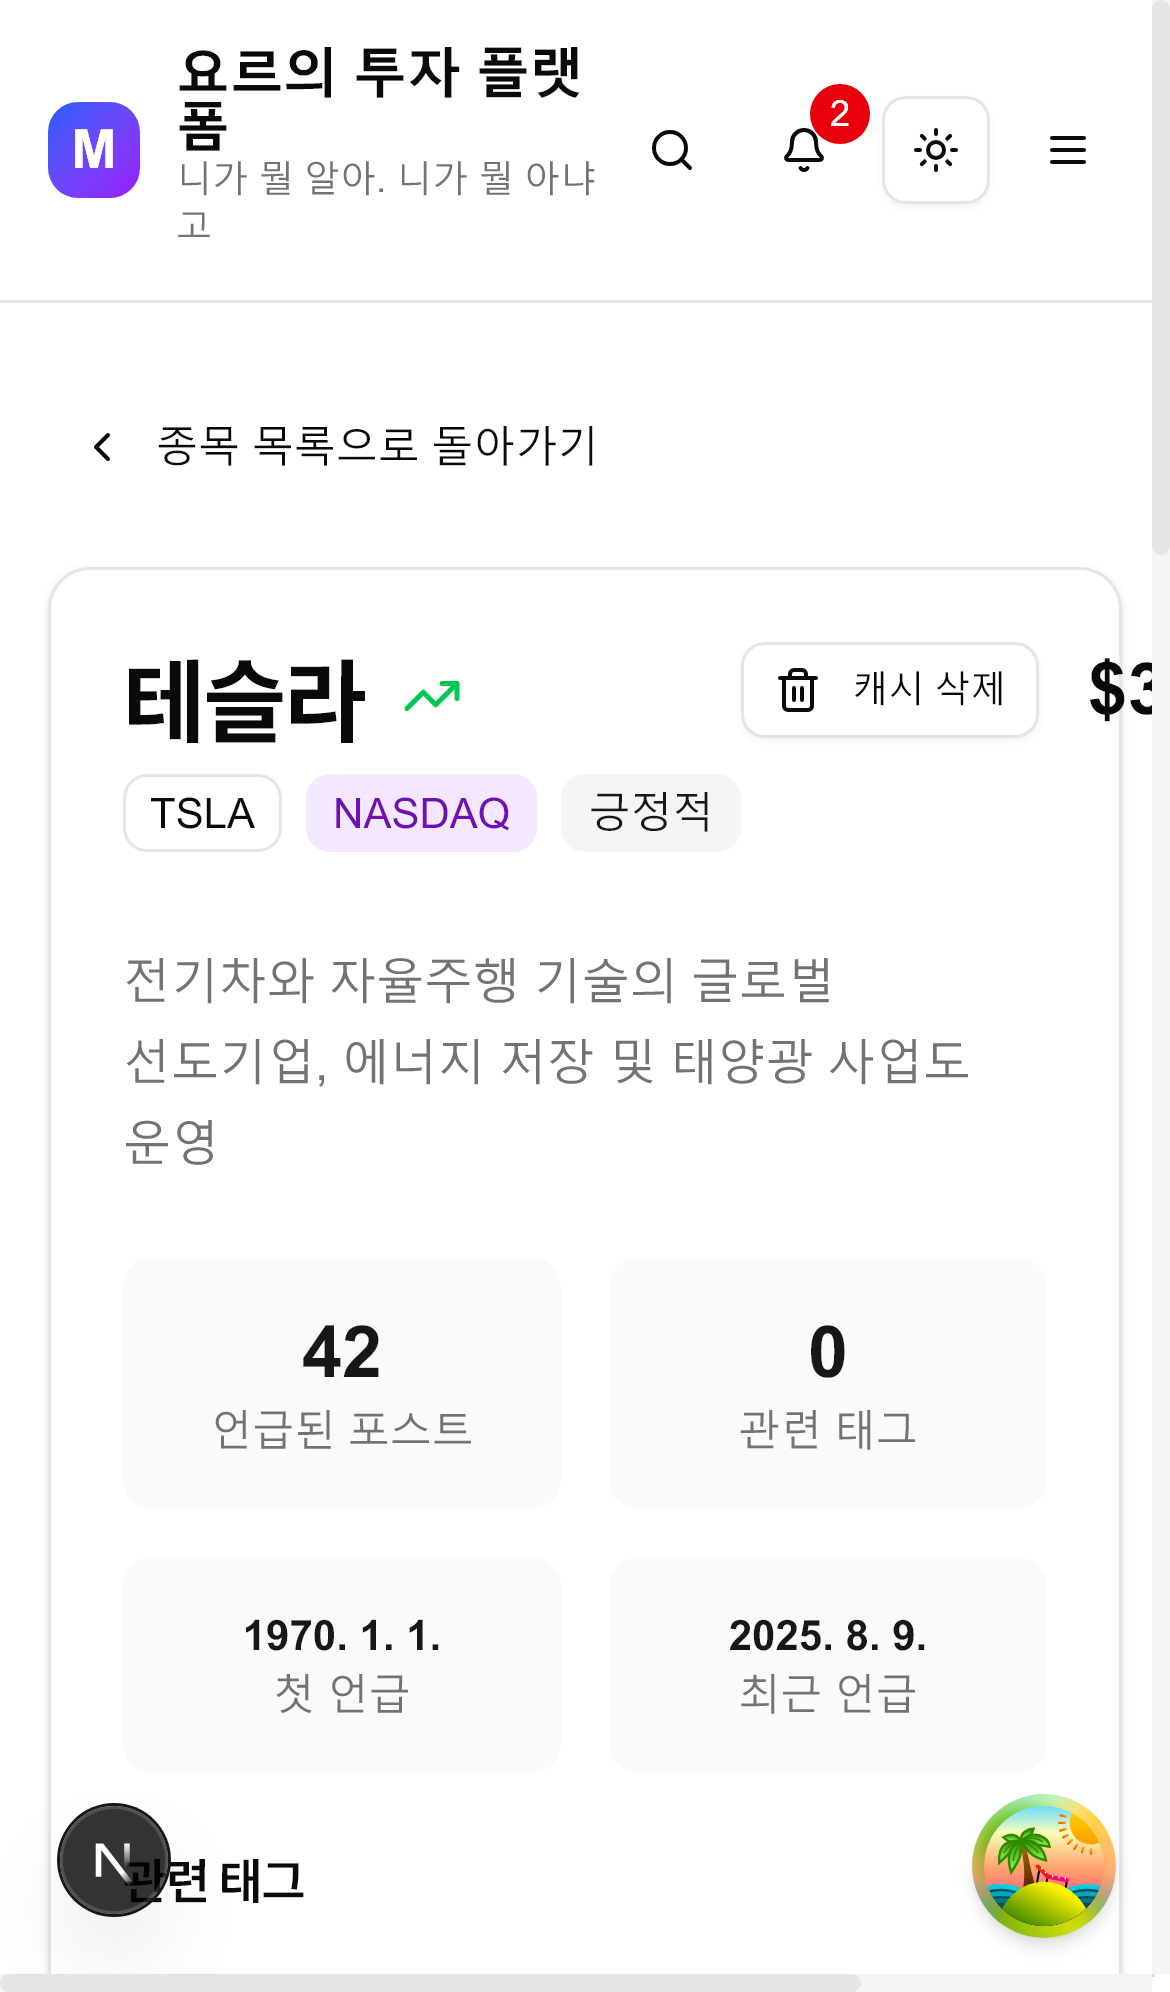 M
요르의 투자 플랫
폼
니가 뭘 알아. 니가 뭘 아냐
고
2
종목 목록으로 돌아가기
테슬라
캐시 삭제
$3
TSLA
NASDAQ
긍정적
전기차와 자율주행 기술의 글로벌
선도기업, 에너지 저장 및 태양광 사업도
운영
42
언급된 포스트
0
관련 태그
1970. 1. 1.
첫 언급
2025. 8. 9.
최근 언급
N
관련 태그